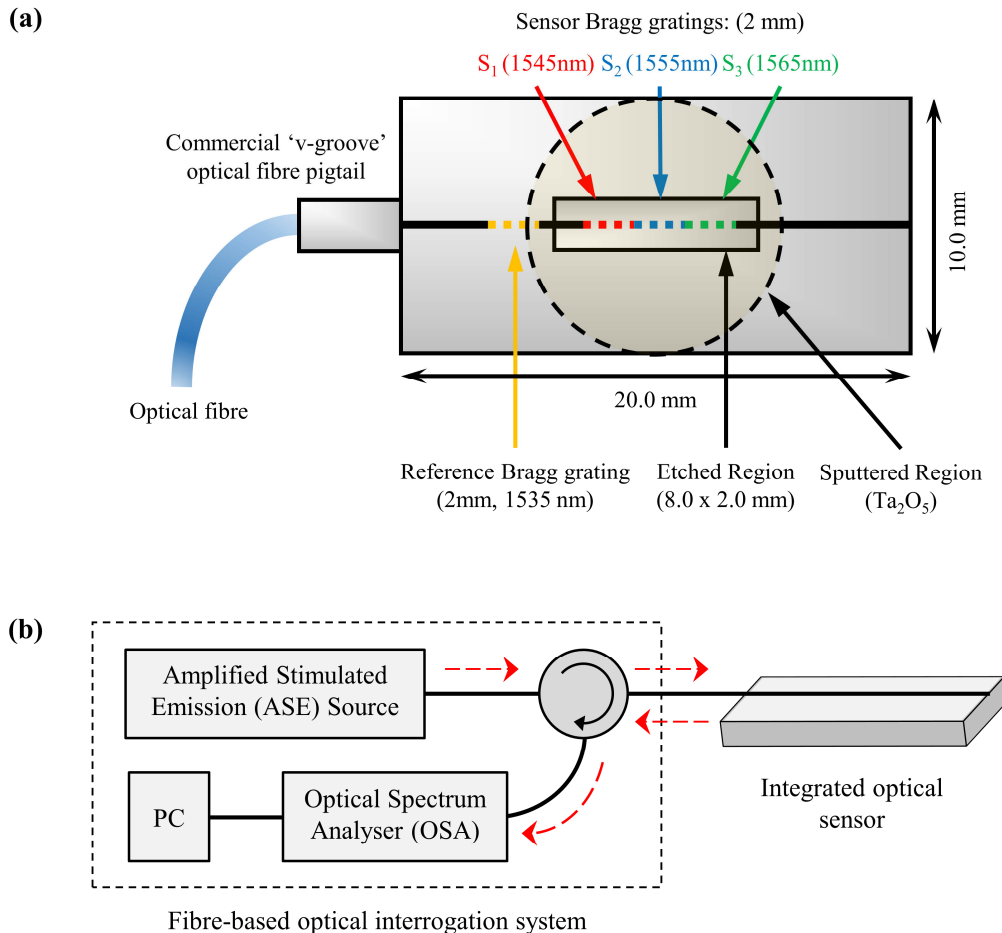 (a)
Sensor Bragg gratings: (2 mm)
S₁ (1545nm) S₂ (1555nm) S₃ (1565nm)
Commercial ‘v-groove’
optical fibre pigtail
10.0 mm
20.0 mm
Optical fibre
Reference Bragg grating
(2mm, 1535 nm)
Etched Region
(8.0 x 2.0 mm)
Sputtered Region
(Ta₂O₅)
(b)
Amplified Stimulated
Emission (ASE) Source
PC
Optical Spectrum
Analyser (OSA)
Integrated optical
sensor
Fibre-based optical interrogation system